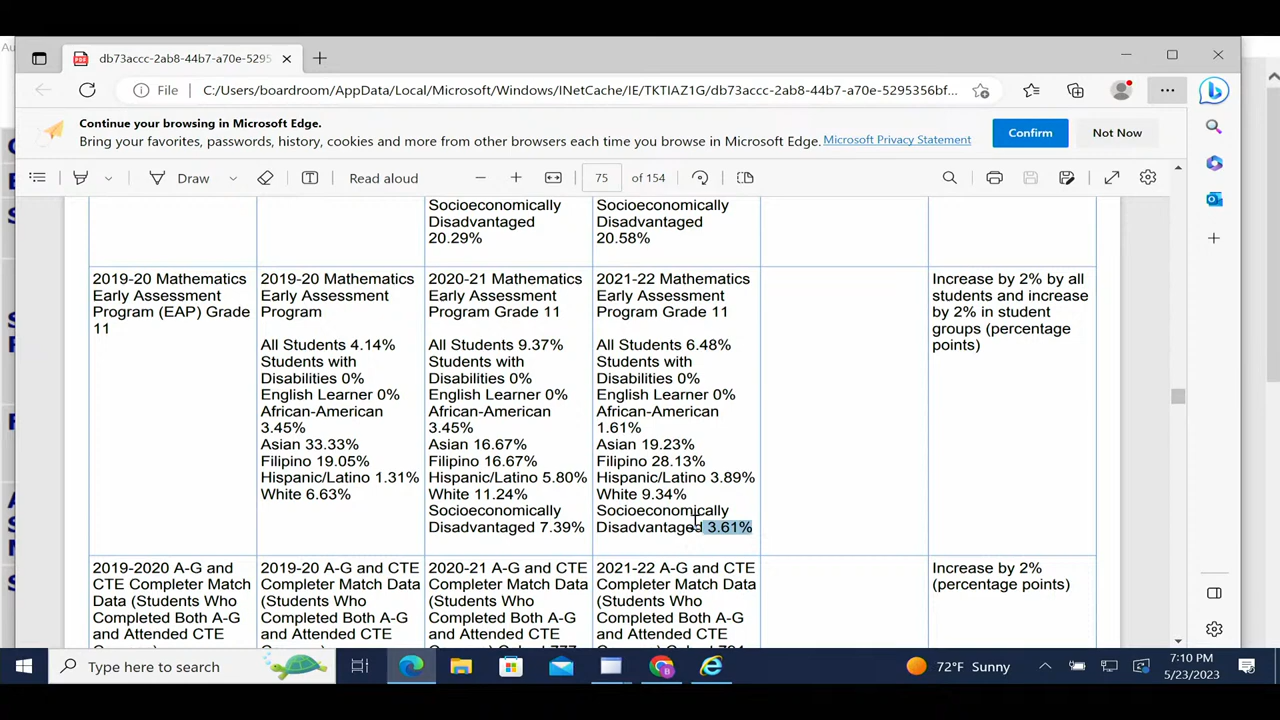 db73accc-2ab8-44b7-a70e-5295
File
C:/Users/boardroom/AppData/Local/Microsoft/Windows/INetCache/IE/TKTIAZ1G/db73accc-2ab8-44b7-a70e-5295356bf...
Continue your browsing in Microsoft Edge.
Bring your favorites, passwords, history, cookies and more from other browsers each time you browse in Microsoft Edge. Microsoft Privacy Statement
Confirm
Not Now
Draw
Read aloud
75 of 154
Socioeconomically
Disadvantaged
20.29%
Socioeconomically
Disadvantaged
20.58%
2019-20 Mathematics
Early Assessment
Program (EAP) Grade
11
2019-20 Mathematics
Early Assessment
Program
All Students 4.14%
Students with
Disabilities 0%
English Learner 0%
African-American
3.45%
Asian 33.33%
Filipino 19.05%
Hispanic/Latino 1.31%
White 6.63%
2020-21 Mathematics
Early Assessment
Program Grade 11
All Students 9.37%
Students with
Disabilities 0%
English Learner 0%
African-American
3.45%
Asian 16.67%
Filipino 16.67%
Hispanic/Latino 5.80%
White 11.24%
Socioeconomically
Disadvantaged 7.39%
2021-22 Mathematics
Early Assessment
Program Grade 11
All Students 6.48%
Students with
Disabilities 0%
English Learner 0%
African-American
1.61%
Asian 19.23%
Filipino 28.13%
Hispanic/Latino 3.89%
White 9.34%
Socioeconomically
Disadvantaged 3.61%
Increase by 2% by all
students and increase
by 2% in student
groups (percentage
points)
2019-2020 A-G and
CTE Completer Match
Data (Students Who
Completed Both A-G
and Attended CTE
2019-20 A-G and CTE
Completer Match Data
(Students Who
Completed Both A-G
and Attended CTE
2020-21 A-G and CTE
Completer Match Data
(Students Who
Completed Both A-G
and Attended CTE
2021-22 A-G and CTE
Completer Match Data
(Students Who
Completed Both A-G
and Attended CTE
Increase by 2%
(percentage points)
Type here to search
72°F Sunny
7:10 PM
5/23/2023